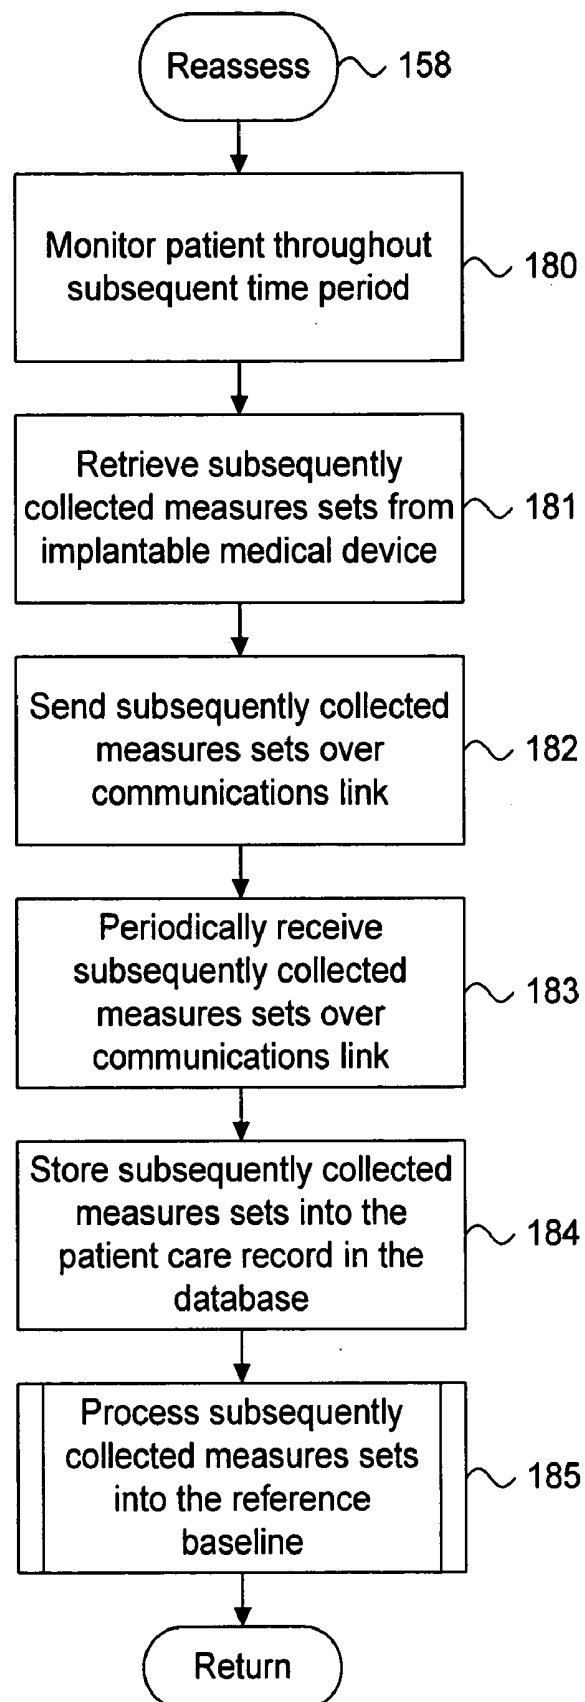 Reassess 158
Monitor patient throughout
subsequent time period
180
Retrieve subsequently
collected measures sets from
implantable medical device
181
Send subsequently collected
measures sets over
communications link
182
Periodically receive
subsequently collected
measures sets over
communications link
183
Store subsequently collected
measures sets into the
patient care record in the
database
184
Process subsequently
collected measures sets
into the reference
baseline
185
Return